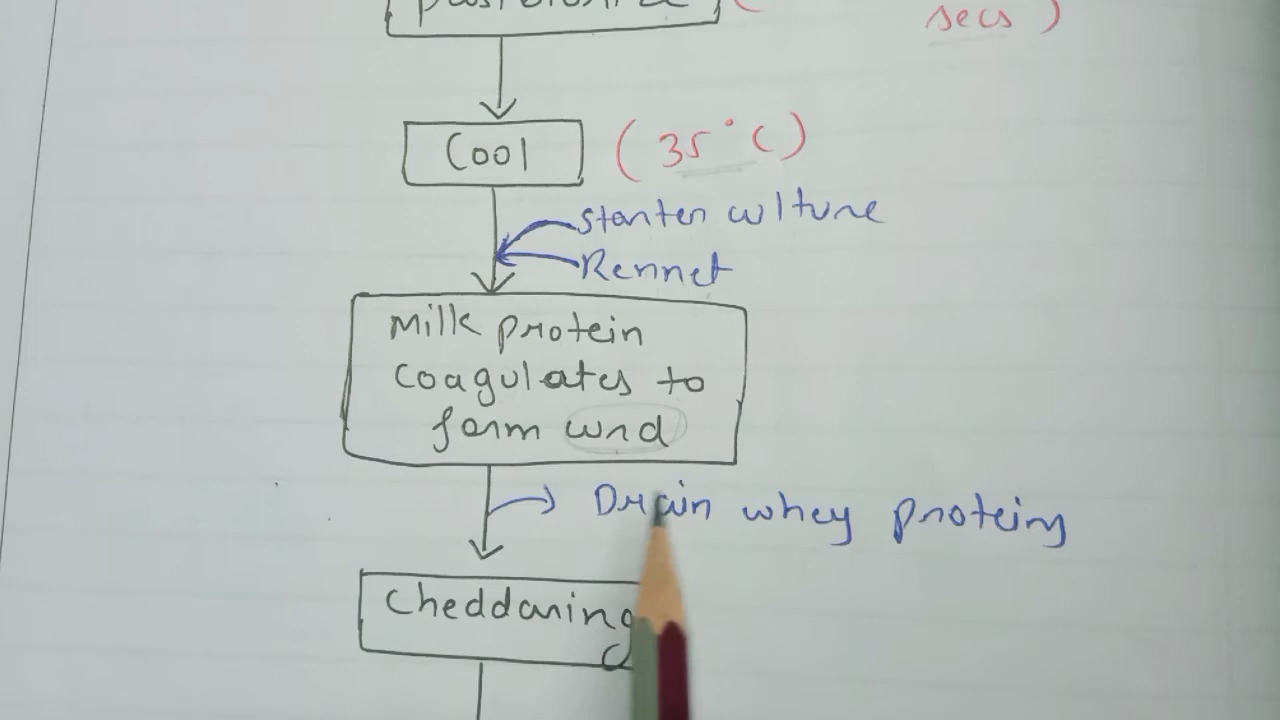 secs )
Cool
( 35°C )
Starter culture
Rennet
Milk protein
coagulates to
form curd
Drain whey proteins
Cheddaring